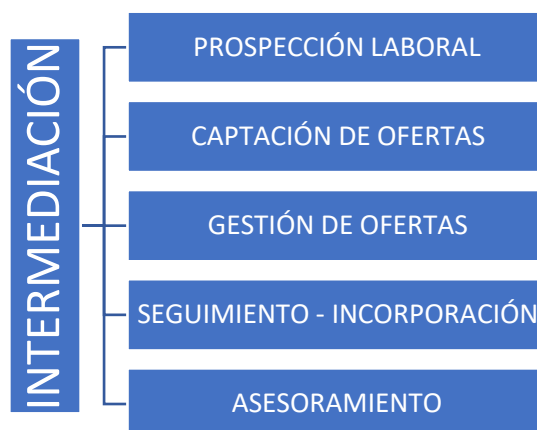 INTERMEDIACIÓN
PROSPECCIÓN LABORAL
CAPTACIÓN DE OFERTAS
GESTIÓN DE OFERTAS
SEGUIMIENTO - INCORPORACIÓN
ASESORAMIENTO